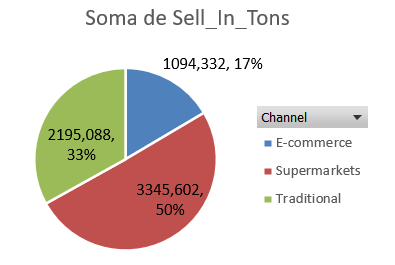 Soma de Sell_In_Tons
1094,332, 17%
2195,088,
33%
3345,602,
50%
Channel
E-commerce
Supermarkets
Traditional